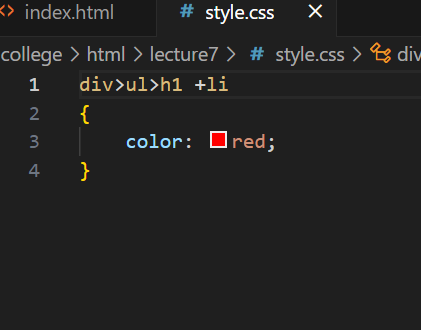 <> index.html # style.css ×
college > html > lecture7 > # style.css > div
1 div>ul>h1 +li
2 {
3 color: red;
4 }